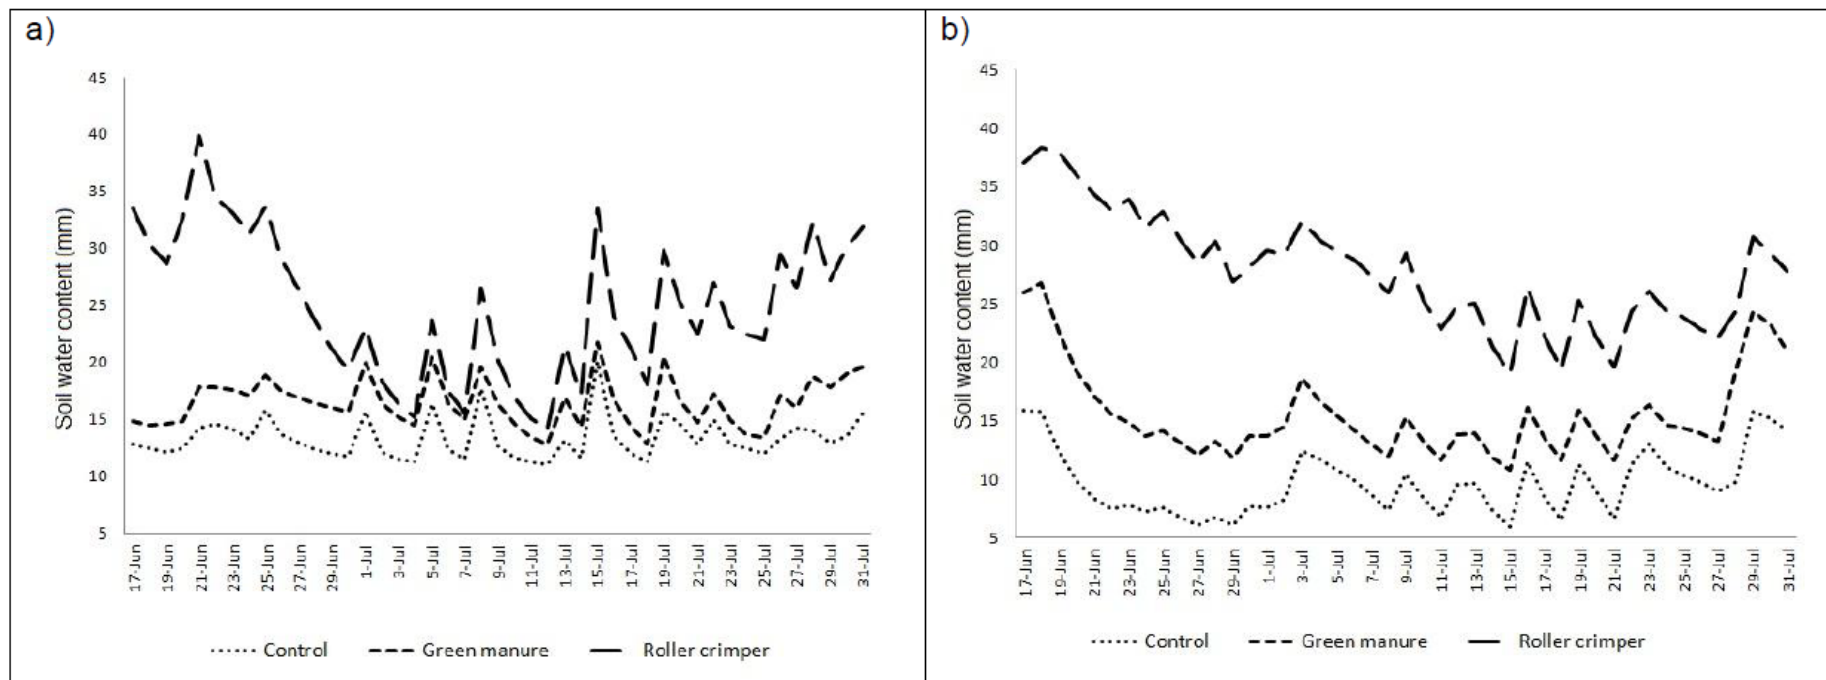 a)
Soil water content (mm)
45
40
35
30
25
20
15
10
5
17-Jun 19-Jun 21-Jun 23-Jun 25-Jun 27-Jun 29-Jun 1-Jul 3-Jul 5-Jul 7-Jul 9-Jul 11-Jul 13-Jul 15-Jul 17-Jul 19-Jul 21-Jul 23-Jul 25-Jul 27-Jul 29-Jul 31-Jul
Control Green manure Roller crimper
b)
Soil water content (mm)
45
40
35
30
25
20
15
10
5
17-Jun 19-Jun 21-Jun 23-Jun 25-Jun 27-Jun 29-Jun 1-Jul 3-Jul 5-Jul 7-Jul 9-Jul 11-Jul 13-Jul 15-Jul 17-Jul 19-Jul 21-Jul 23-Jul 25-Jul 27-Jul 29-Jul 31-Jul
Control Green manure Roller crimper